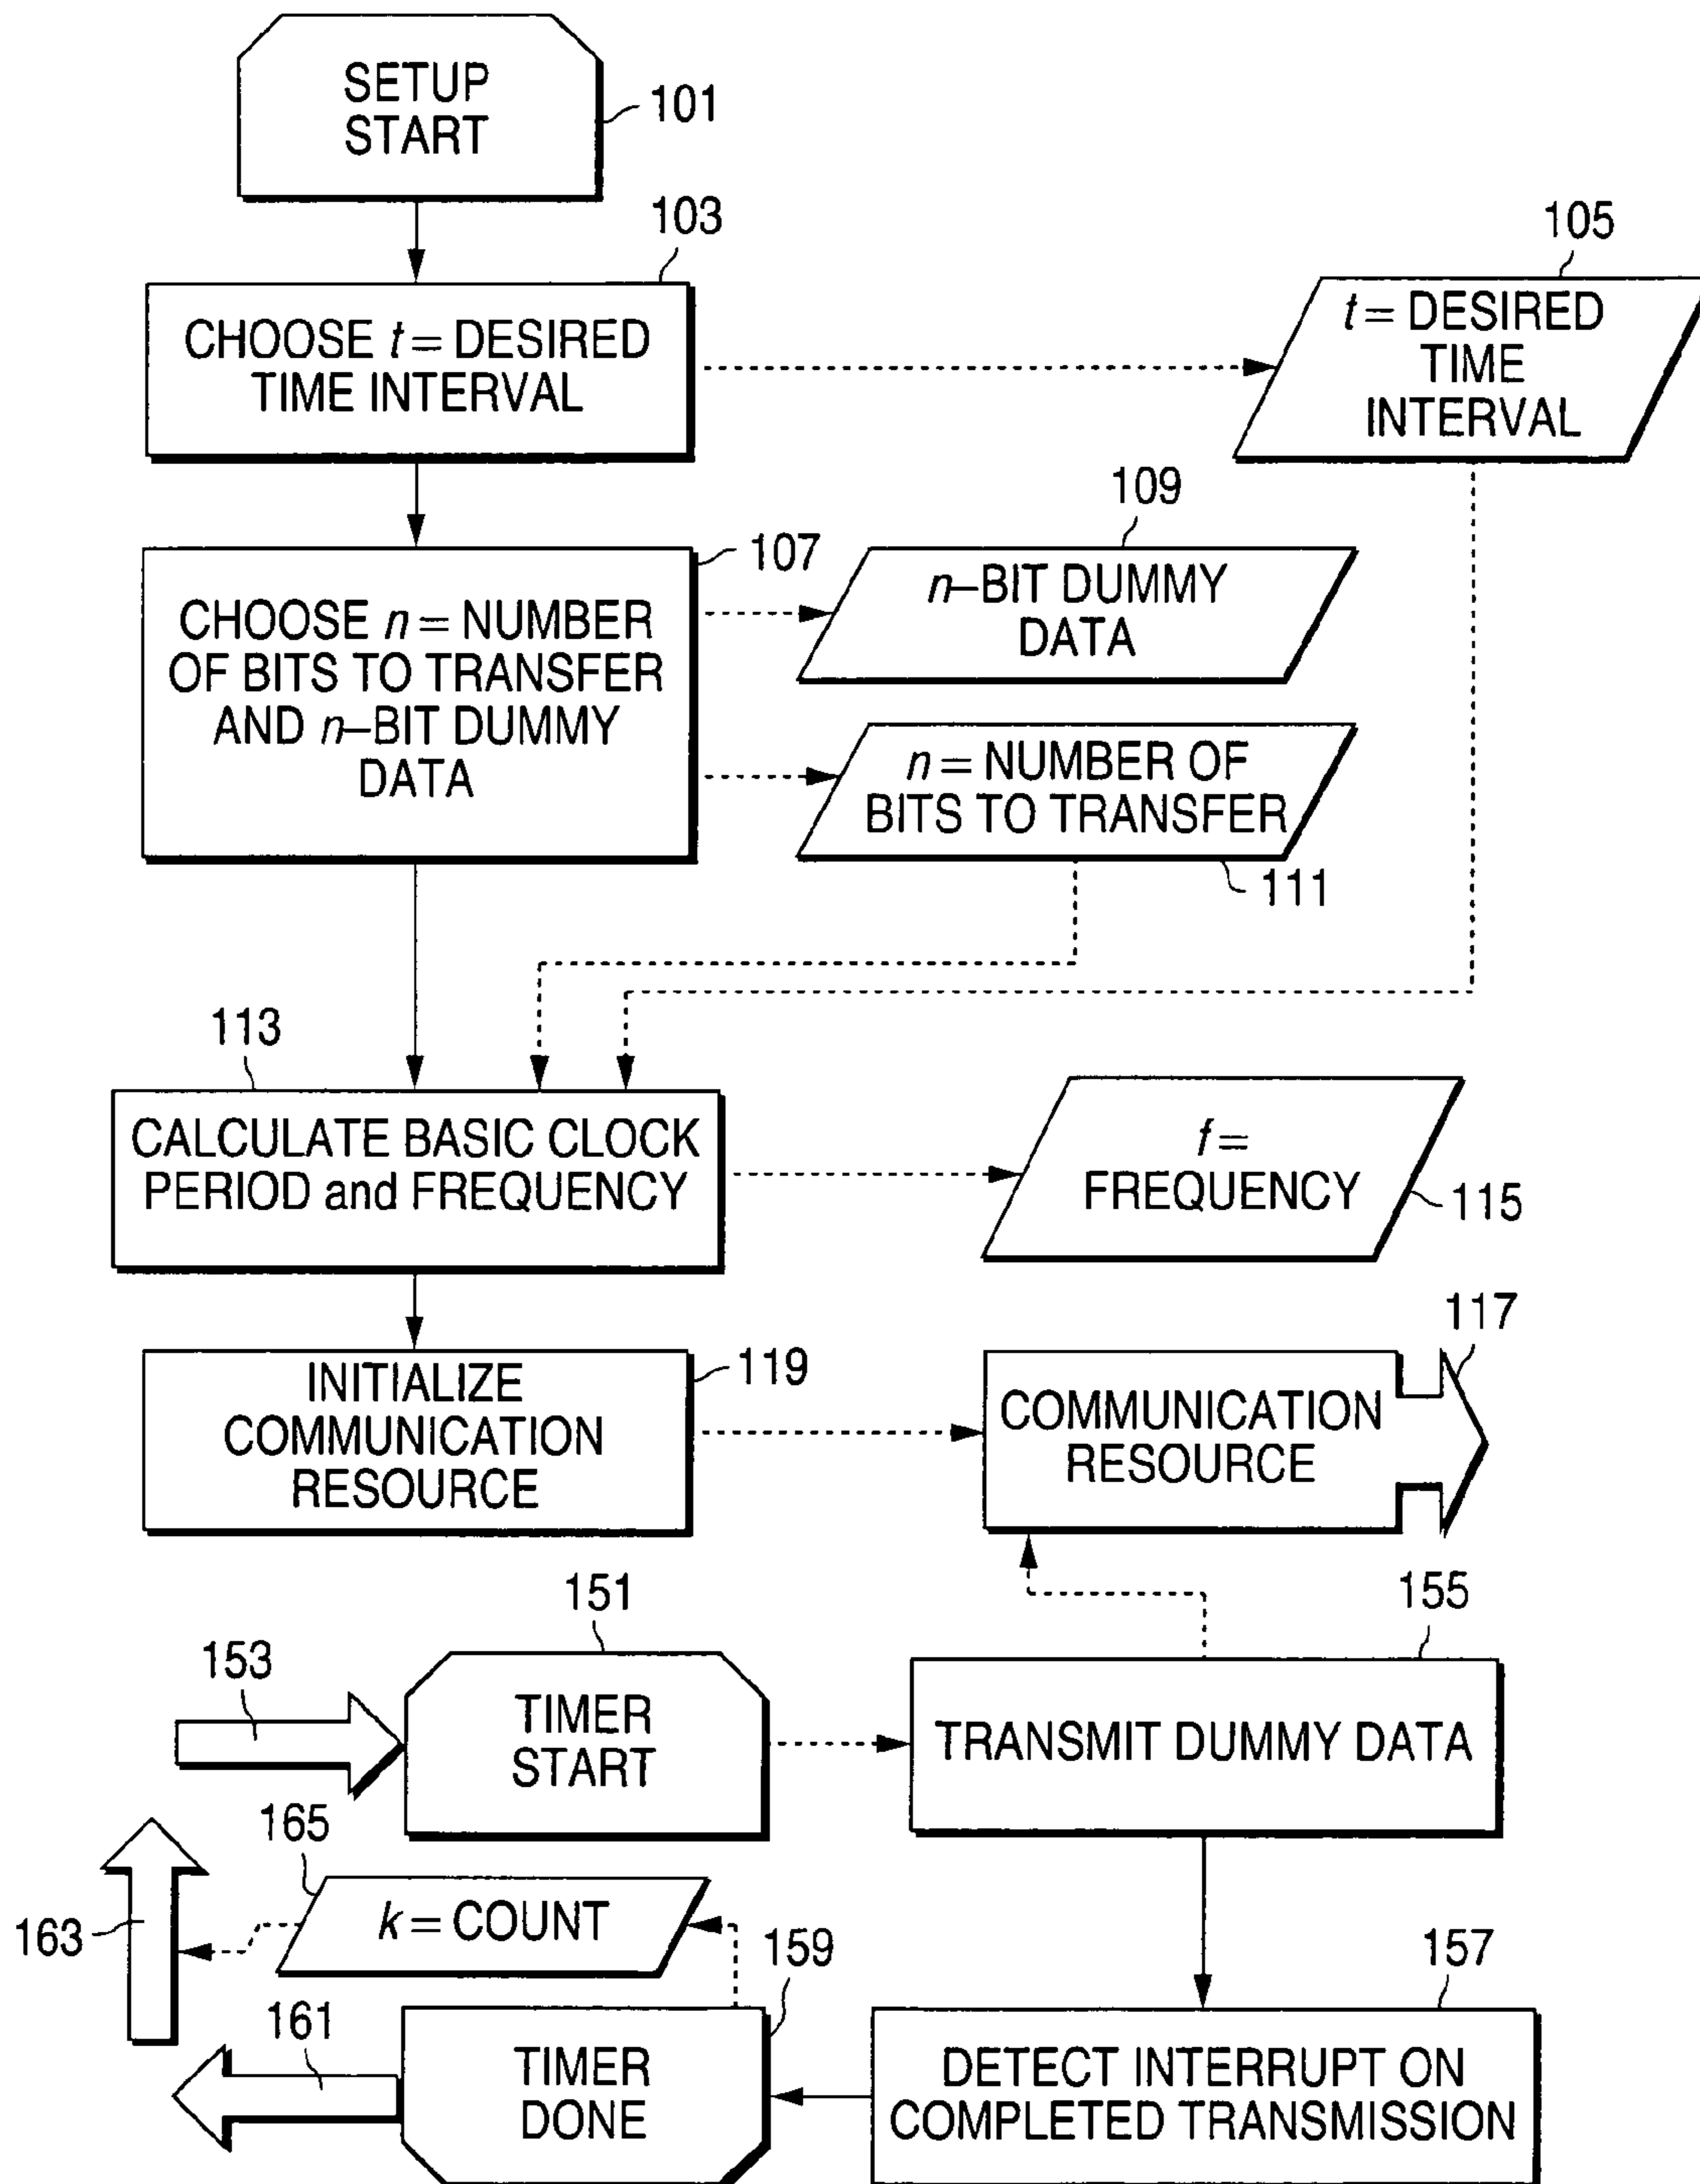 SETUP
START
101
103
CHOOSE t = DESIRED
TIME INTERVAL
105
t = DESIRED
TIME
INTERVAL
107
CHOOSE n = NUMBER
OF BITS TO TRANSFER
AND n–BIT DUMMY
DATA
109
n–BIT DUMMY
DATA
n = NUMBER OF
BITS TO TRANSFER
111
113
CALCULATE BASIC CLOCK
PERIOD and FREQUENCY
f =
FREQUENCY
115
119
INITIALIZE
COMMUNICATION
RESOURCE
117
COMMUNICATION
RESOURCE
151
153
TIMER
START
155
TRANSMIT DUMMY DATA
165
k = COUNT
163
159
161
TIMER
DONE
157
DETECT INTERRUPT ON
COMPLETED TRANSMISSION